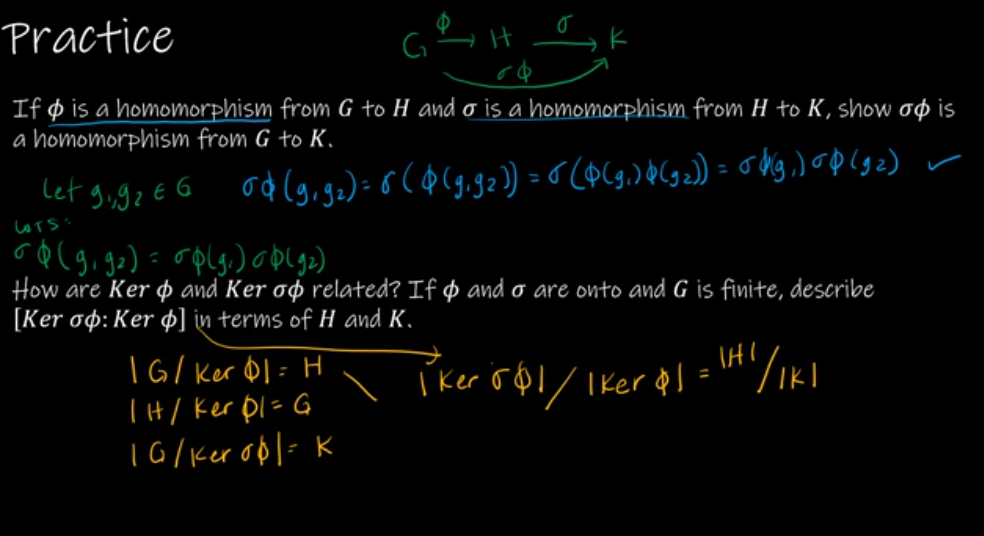 Practice
G →^ϕ H →^σ K
σϕ
If ϕ is a homomorphism from G to H and σ is a homomorphism from H to K, show σϕ is
a homomorphism from G to K.
Let g₁,g₂ ∈ G σϕ(g₁g₂) = σ(ϕ(g₁g₂)) = σ(ϕ(g₁)ϕ(g₂)) = σϕ(g₁)σϕ(g₂) ✓
WTS:
σϕ(g₁g₂) = σϕ(g₁)σϕ(g₂)
How are Ker ϕ and Ker σϕ related? If ϕ and σ are onto and G is finite, describe
[Ker σϕ: Ker ϕ] in terms of H and K.
|G/Ker ϕ| = H
|Ker σϕ|/|Ker ϕ| = |H|/|K|
|H/Ker ϕ| = G
|G/Ker σϕ| = K